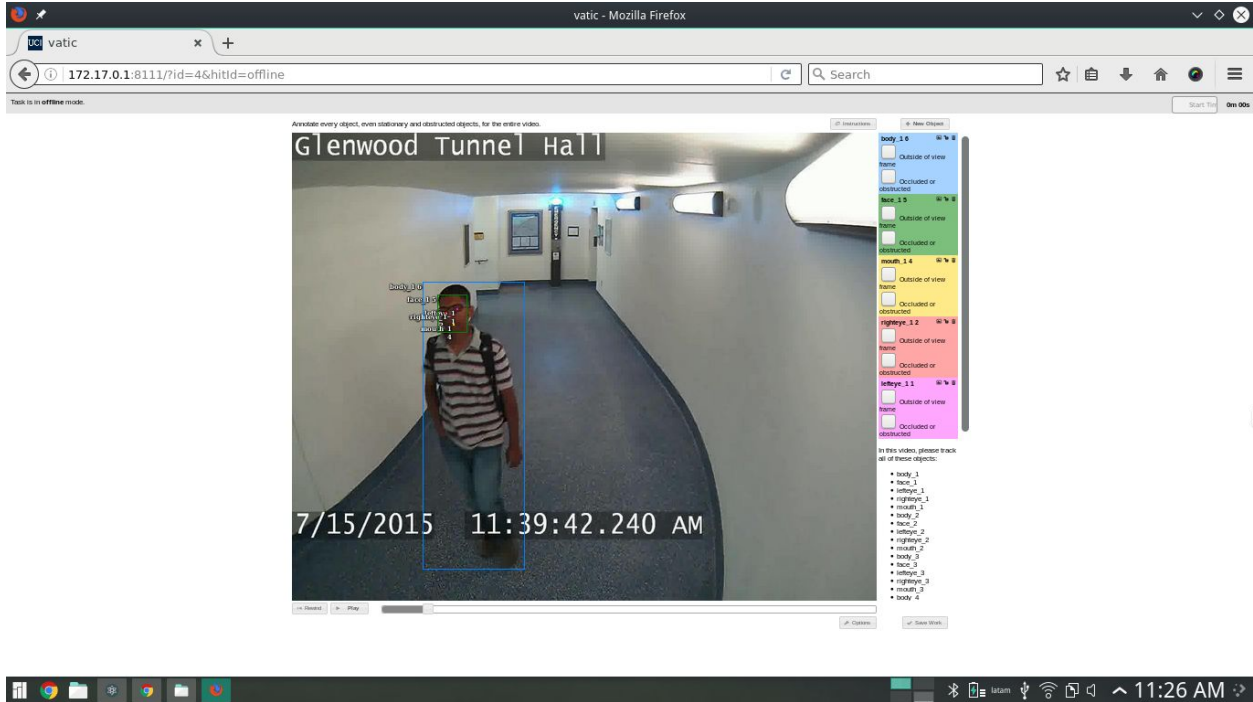 vatic - Mozilla Firefox
UCI vatic
172.17.0.1:8111/?id=4&hitId=offline
Search
Task is in offline mode.
0m 00s
Annotate every object, even stationary and obstructed objects, for the entire video.
Instructions
+ New Object
Glenwood Tunnel Hall
body_1 6
Outside of view
frame
Occluded or
obstructed
face_1 5
Outside of view
frame
Occluded or
obstructed
mouth_1 4
Outside of view
frame
Occluded or
obstructed
righteye_1 2
Outside of view
frame
Occluded or
obstructed
lefteye_1 1
Outside of view
frame
Occluded or
obstructed
body_1 6
face_1 5
righteye_1
mouth_1
4
In this video, please track
all of these objects:
body_1
face_1
lefteye_1
righteye_1
mouth_1
body_2
face_2
lefteye_2
righteye_2
mouth_2
body_3
face_3
lefteye_3
righteye_3
mouth_3
body_4
7/15/2015 11:39:42.240 AM
Rewind
Play
Options
Save Work
latam
11:26 AM